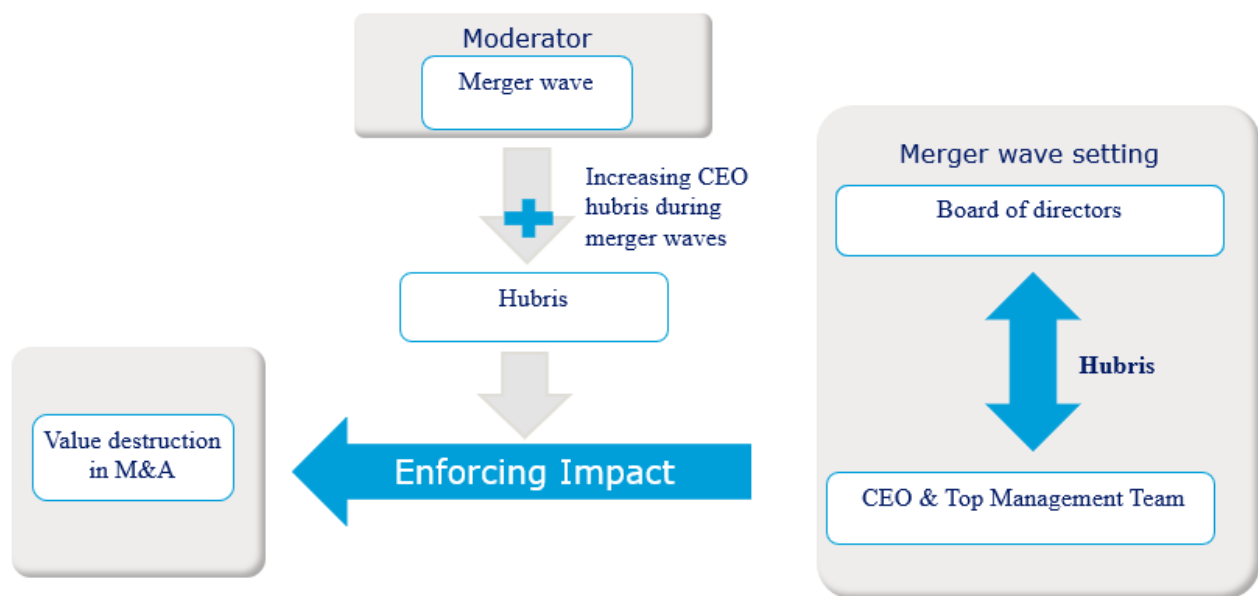 Moderator
Merger wave
Increasing CEO
hubris during
merger waves
Hubris
Value destruction
in M&A
Enforcing Impact
Merger wave setting
Board of directors
Hubris
CEO & Top Management Team